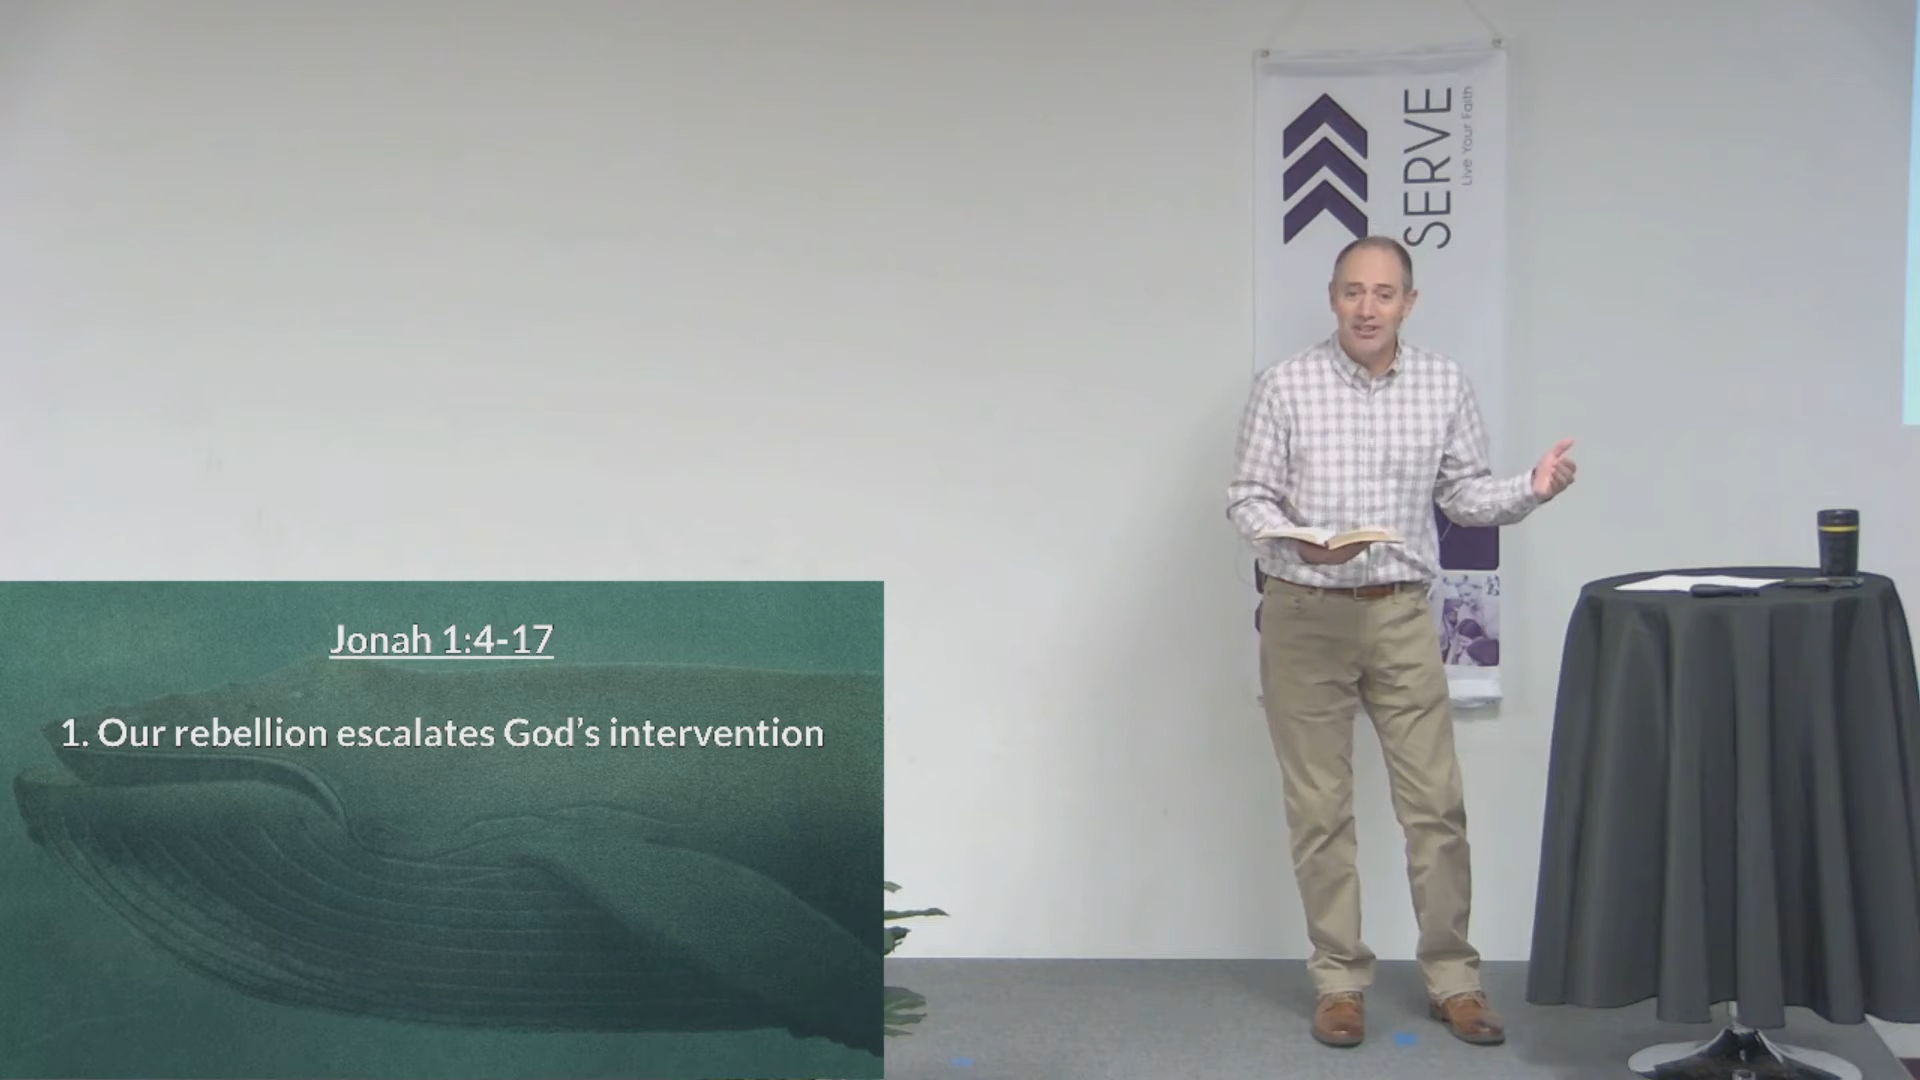 SERVE
Live Your Faith
Jonah 1:4-17
1. Our rebellion escalates God's intervention